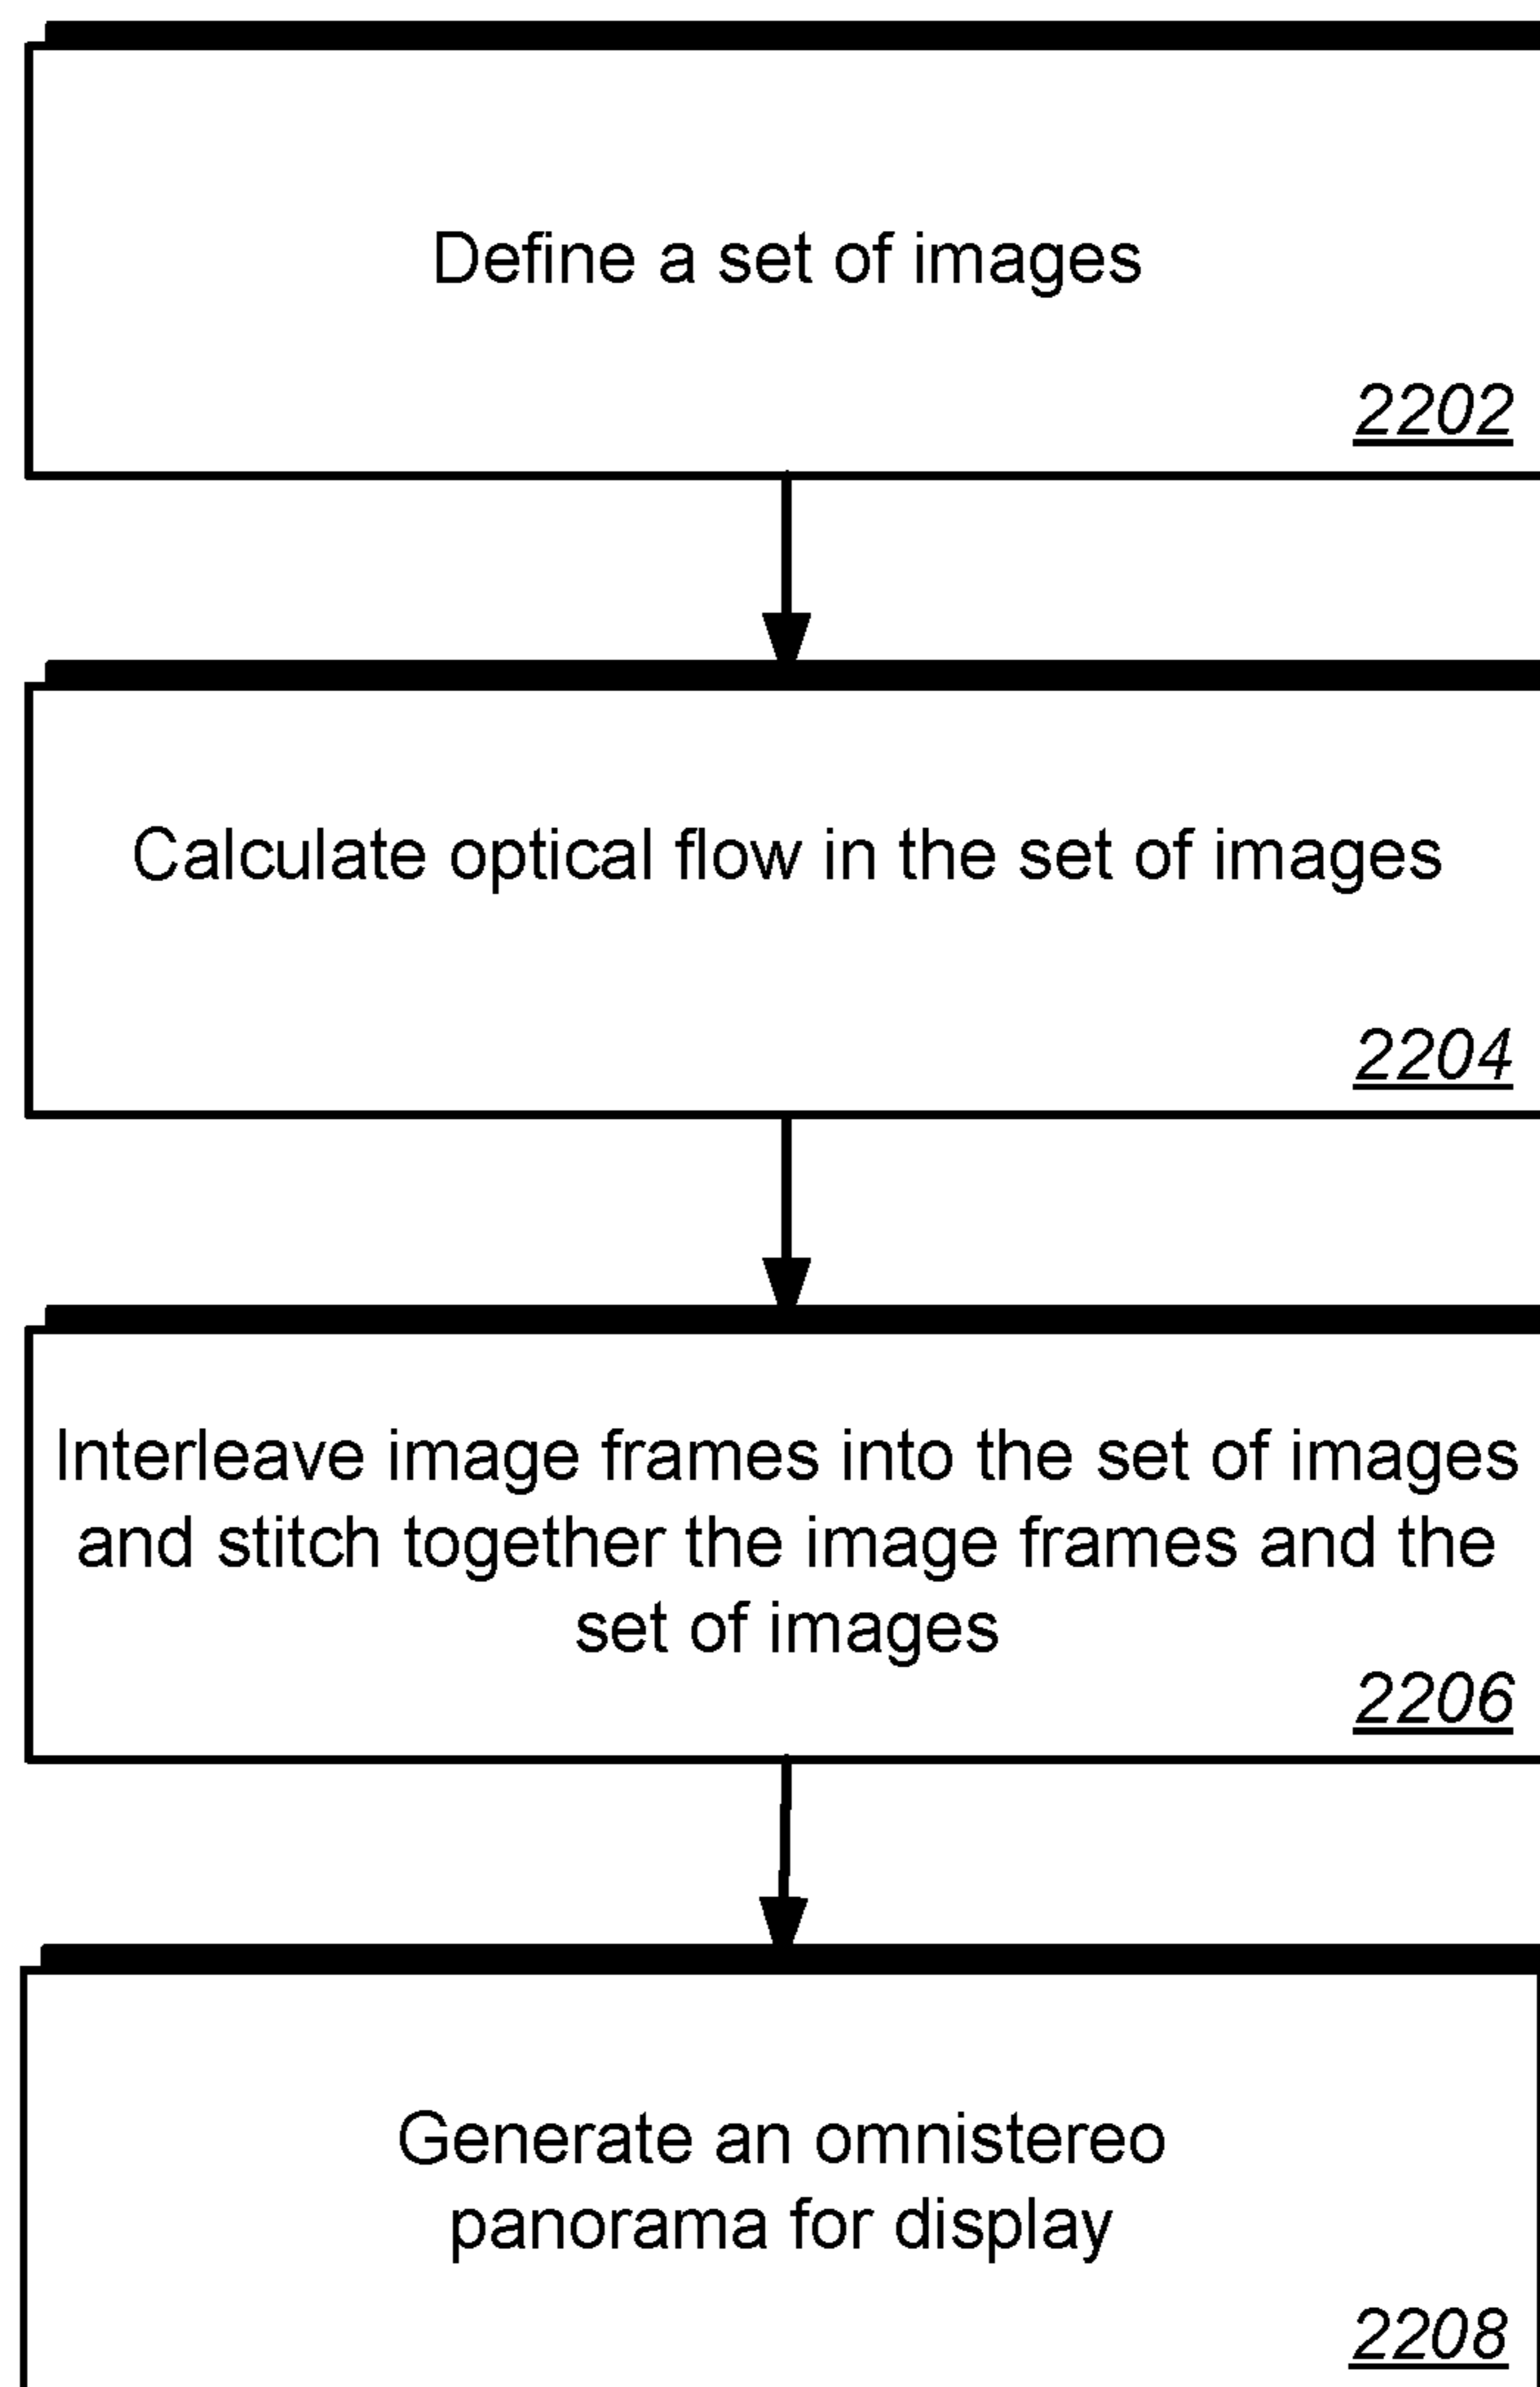 Define a set of images
2202
Calculate optical flow in the set of images
2204
Interleave image frames into the set of images
and stitch together the image frames and the
set of images
2206
Generate an omnistereo
panorama for display
2208